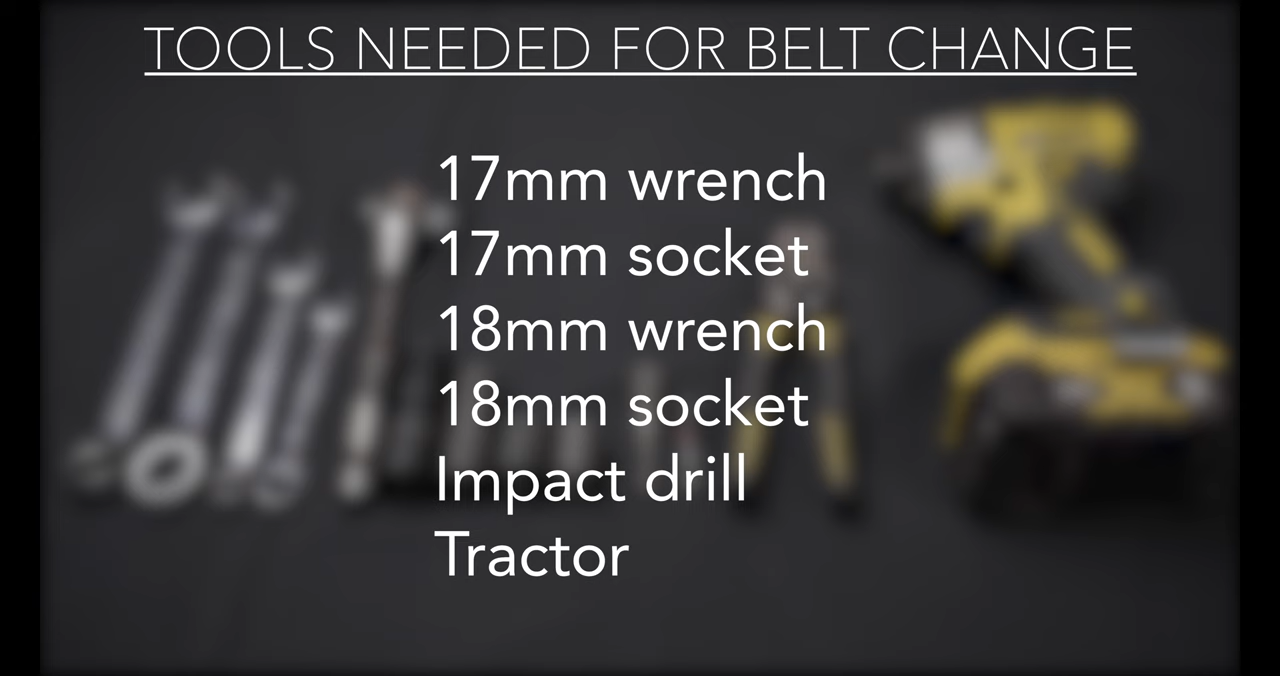 TOOLS NEEDED FOR BELT CHANGE
17mm wrench
17mm socket
18mm wrench
18mm socket
Impact drill
Tractor